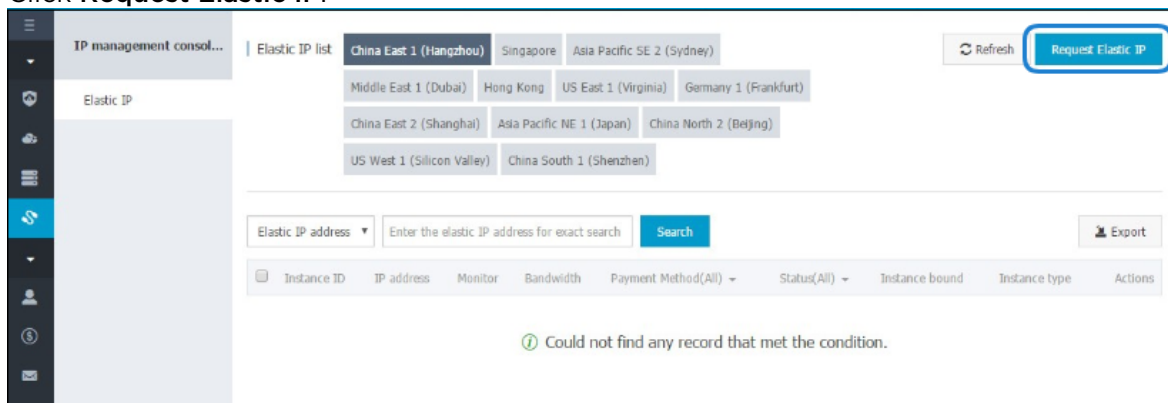 Click Request Elastic IP.
IP management consol...
Elastic IP list China East 1 (Hangzhou) Singapore Asia Pacific SE 2 (Sydney) Refresh Request Elastic IP
Elastic IP Middle East 1 (Dubai) Hong Kong US East 1 (Virginia) Germany 1 (Frankfurt)
China East 2 (Shanghai) Asia Pacific NE 1 (Japan) China North 2 (Beijing)
US West 1 (Silicon Valley) China South 1 (Shenzhen)
Elastic IP address Enter the elastic IP address for exact search Search Export
Instance ID IP address Monitor Bandwidth Payment Method(All) Status(All) Instance bound Instance type Actions
Could not find any record that met the condition.